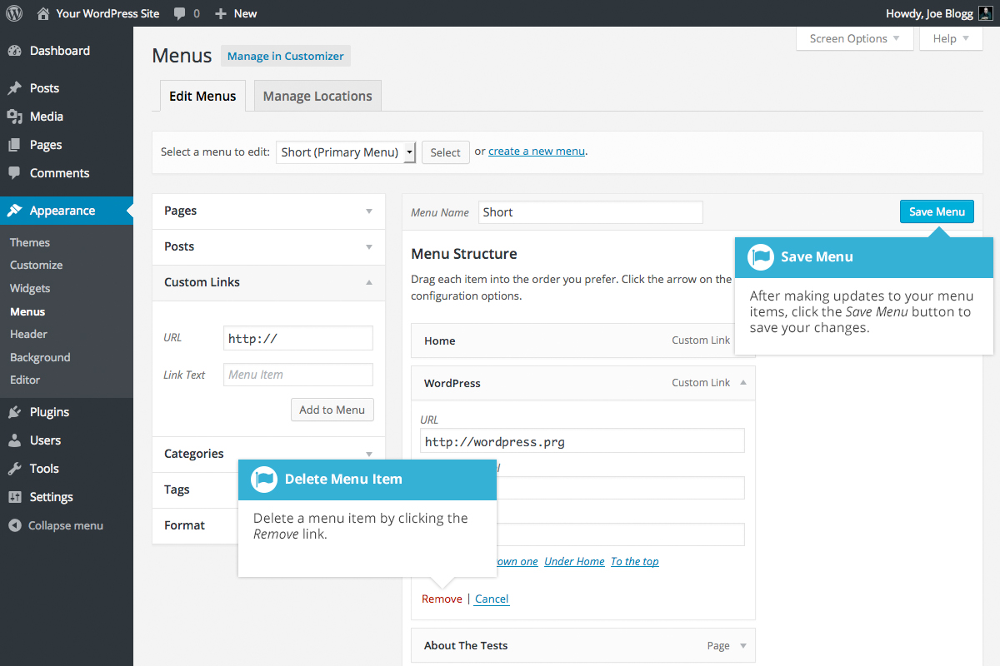 Your WordPress Site 0 New Howdy, Joe Blogg
Screen Options Help
Menus Manage in Customizer
Edit Menus Manage Locations
Select a menu to edit: Short (Primary Menu) Select or create a new menu.
Dashboard
Posts
Media
Pages
Comments
Appearance
Themes
Customize
Widgets
Menus
Header
Background
Editor
Plugins
Users
Tools
Settings
Collapse menu
Pages
Posts
Custom Links
URL http://
Link Text Menu Item
Add to Menu
Categories
Tags
Format
Menu Name Short Save Menu
Menu Structure
Drag each item into the order you prefer. Click the arrow on the
configuration options.
Home Custom Link
WordPress Custom Link
URL
http://wordpress.prg
Under Home To the top
Remove | Cancel
About The Tests Page
Save Menu
After making updates to your menu
items, click the Save Menu button to
save your changes.
Delete Menu Item
Delete a menu item by clicking the
Remove link.